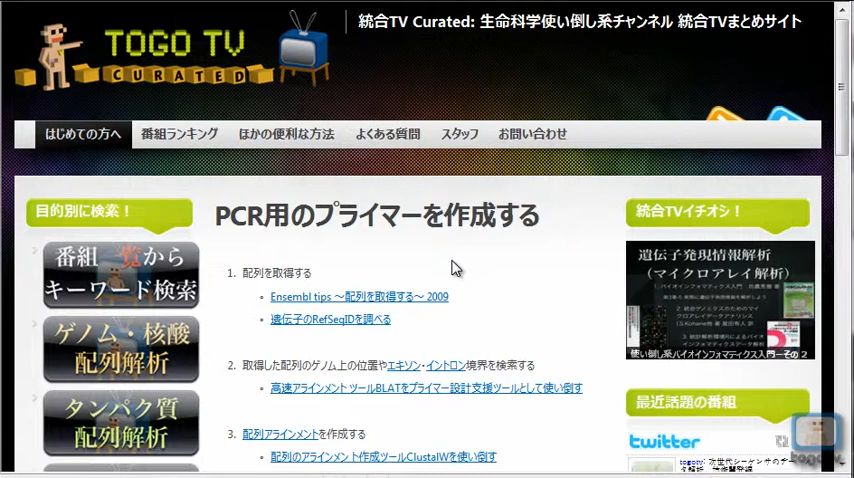 TOGO TV
CURATED
統合TV Curated: 生命科学使い倒し系チャンネル 統合TVまとめサイト
はじめての方へ 番組ランキング ほかの便利な方法 よくある質問 スタッフ お問い合わせ
目的別に検索！
番組一覧から
キーワード検索
ゲノム・核酸
配列解析
タンパク質
配列解析
PCR用のプライマーを作成する
1. 配列を取得する
Ensembl tips ～配列を取得する～ 2009
遺伝子のRefSeqIDを調べる
2. 取得した配列のゲノム上の位置やエキソン・イントロン境界を検索する
高速アラインメントツールBLATをプライマー設計支援ツールとして使い倒す
3. 配列アラインメントを作成する
配列のアラインメント作成ツールClustalWを使い倒す
統合TVイチオシ！
遺伝子発現情報解析
（マイクロアレイ解析）
使い倒し系バイオインフォマティクス入門－その２
最近話題の番組
twitter
togotv: 次世代シーケンサのデー
togotv